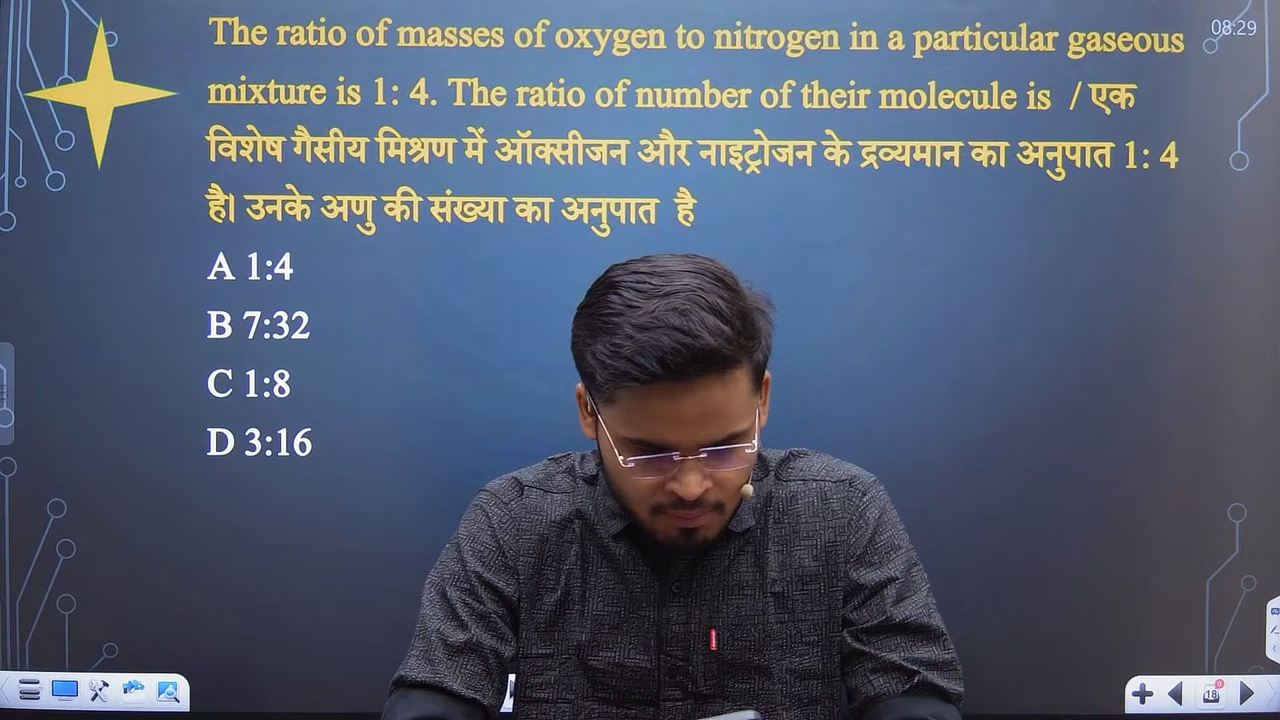 The ratio of masses of oxygen to nitrogen in a particular gaseous
mixture is 1: 4. The ratio of number of their molecule is / एक
विशेष गैसीय मिश्रण में ऑक्सीजन और नाइट्रोजन के द्रव्यमान का अनुपात 1: 4
है। उनके अणु की संख्या का अनुपात है
A 1:4
B 7:32
C 1:8
D 3:16
08:29
18